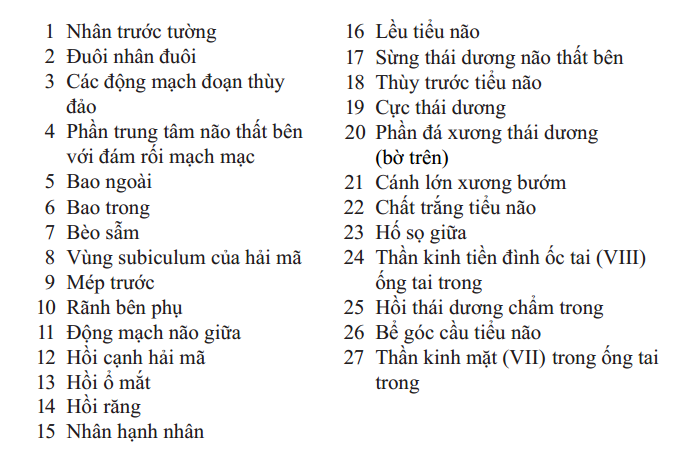 1 Nhân trước tường
2 Đuôi nhân đuôi
3 Các động mạch đoạn thùy
đảo
4 Phần trung tâm não thất bên
với đám rối mạch mạc
5 Bao ngoài
6 Bao trong
7 Bèo sẫm
8 Vùng subiculum của hải mã
9 Mép trước
10 Rãnh bên phụ
11 Động mạch não giữa
12 Hồi cạnh hải mã
13 Hồi ổ mắt
14 Hồi răng
15 Nhân hạnh nhân
16 Lều tiểu não
17 Sừng thái dương não thất bên
18 Thùy trước tiểu não
19 Cực thái dương
20 Phần đá xương thái dương
(bờ trên)
21 Cánh lớn xương bướm
22 Chất trắng tiểu não
23 Hố sọ giữa
24 Thần kinh tiền đình ốc tai (VIII)
ống tai trong
25 Hồi thái dương chẩm trong
26 Bể góc cầu tiểu não
27 Thần kinh mặt (VII) trong ống tai
trong